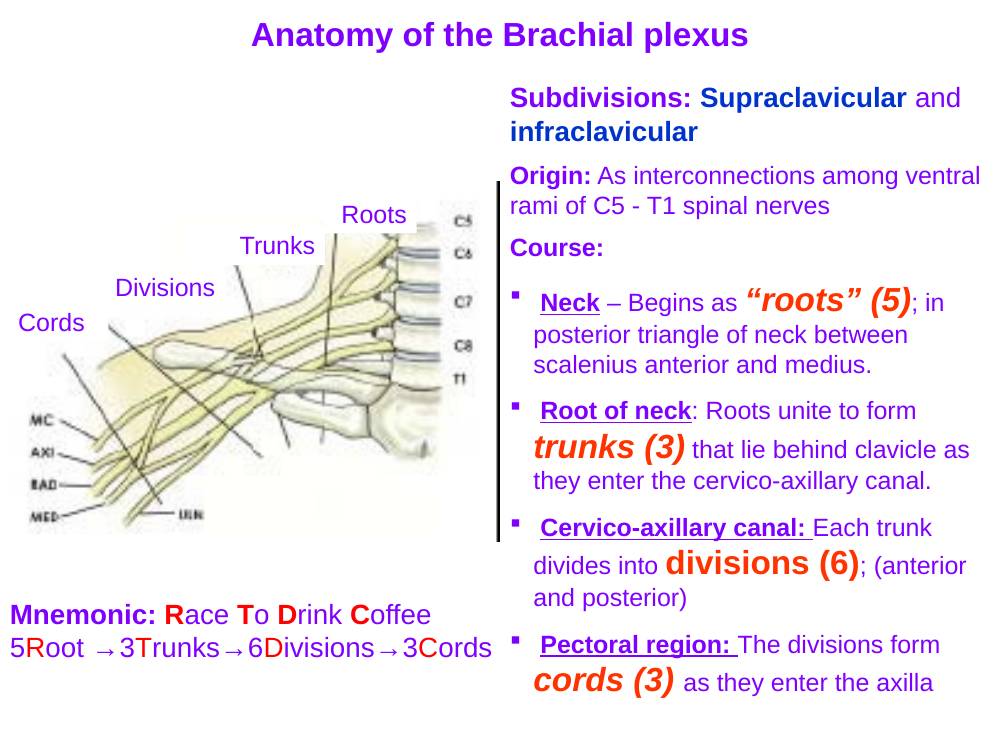 Anatomy of the Brachial plexus
Subdivisions: Supraclavicular and
infraclavicular
Origin: As interconnections among ventral
rami of C5 - T1 spinal nerves
Course:
▪ Neck – Begins as “roots” (5); in
posterior triangle of neck between
scalenius anterior and medius.
▪ Root of neck: Roots unite to form
trunks (3) that lie behind clavicle as
they enter the cervico-axillary canal.
▪ Cervico-axillary canal: Each trunk
divides into divisions (6); (anterior
and posterior)
▪ Pectoral region: The divisions form
cords (3) as they enter the axilla
Roots
Trunks
Divisions
Cords
C5
C6
C7
C8
T1
MC
AXI
RAD
MED
ULN
Mnemonic: Race To Drink Coffee
5Root →3Trunks→6Divisions→3Cords